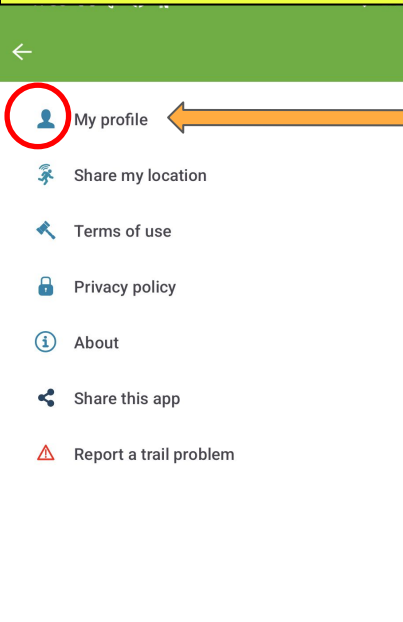 My profile
Share my location
Terms of use
Privacy policy
About
Share this app
Report a trail problem